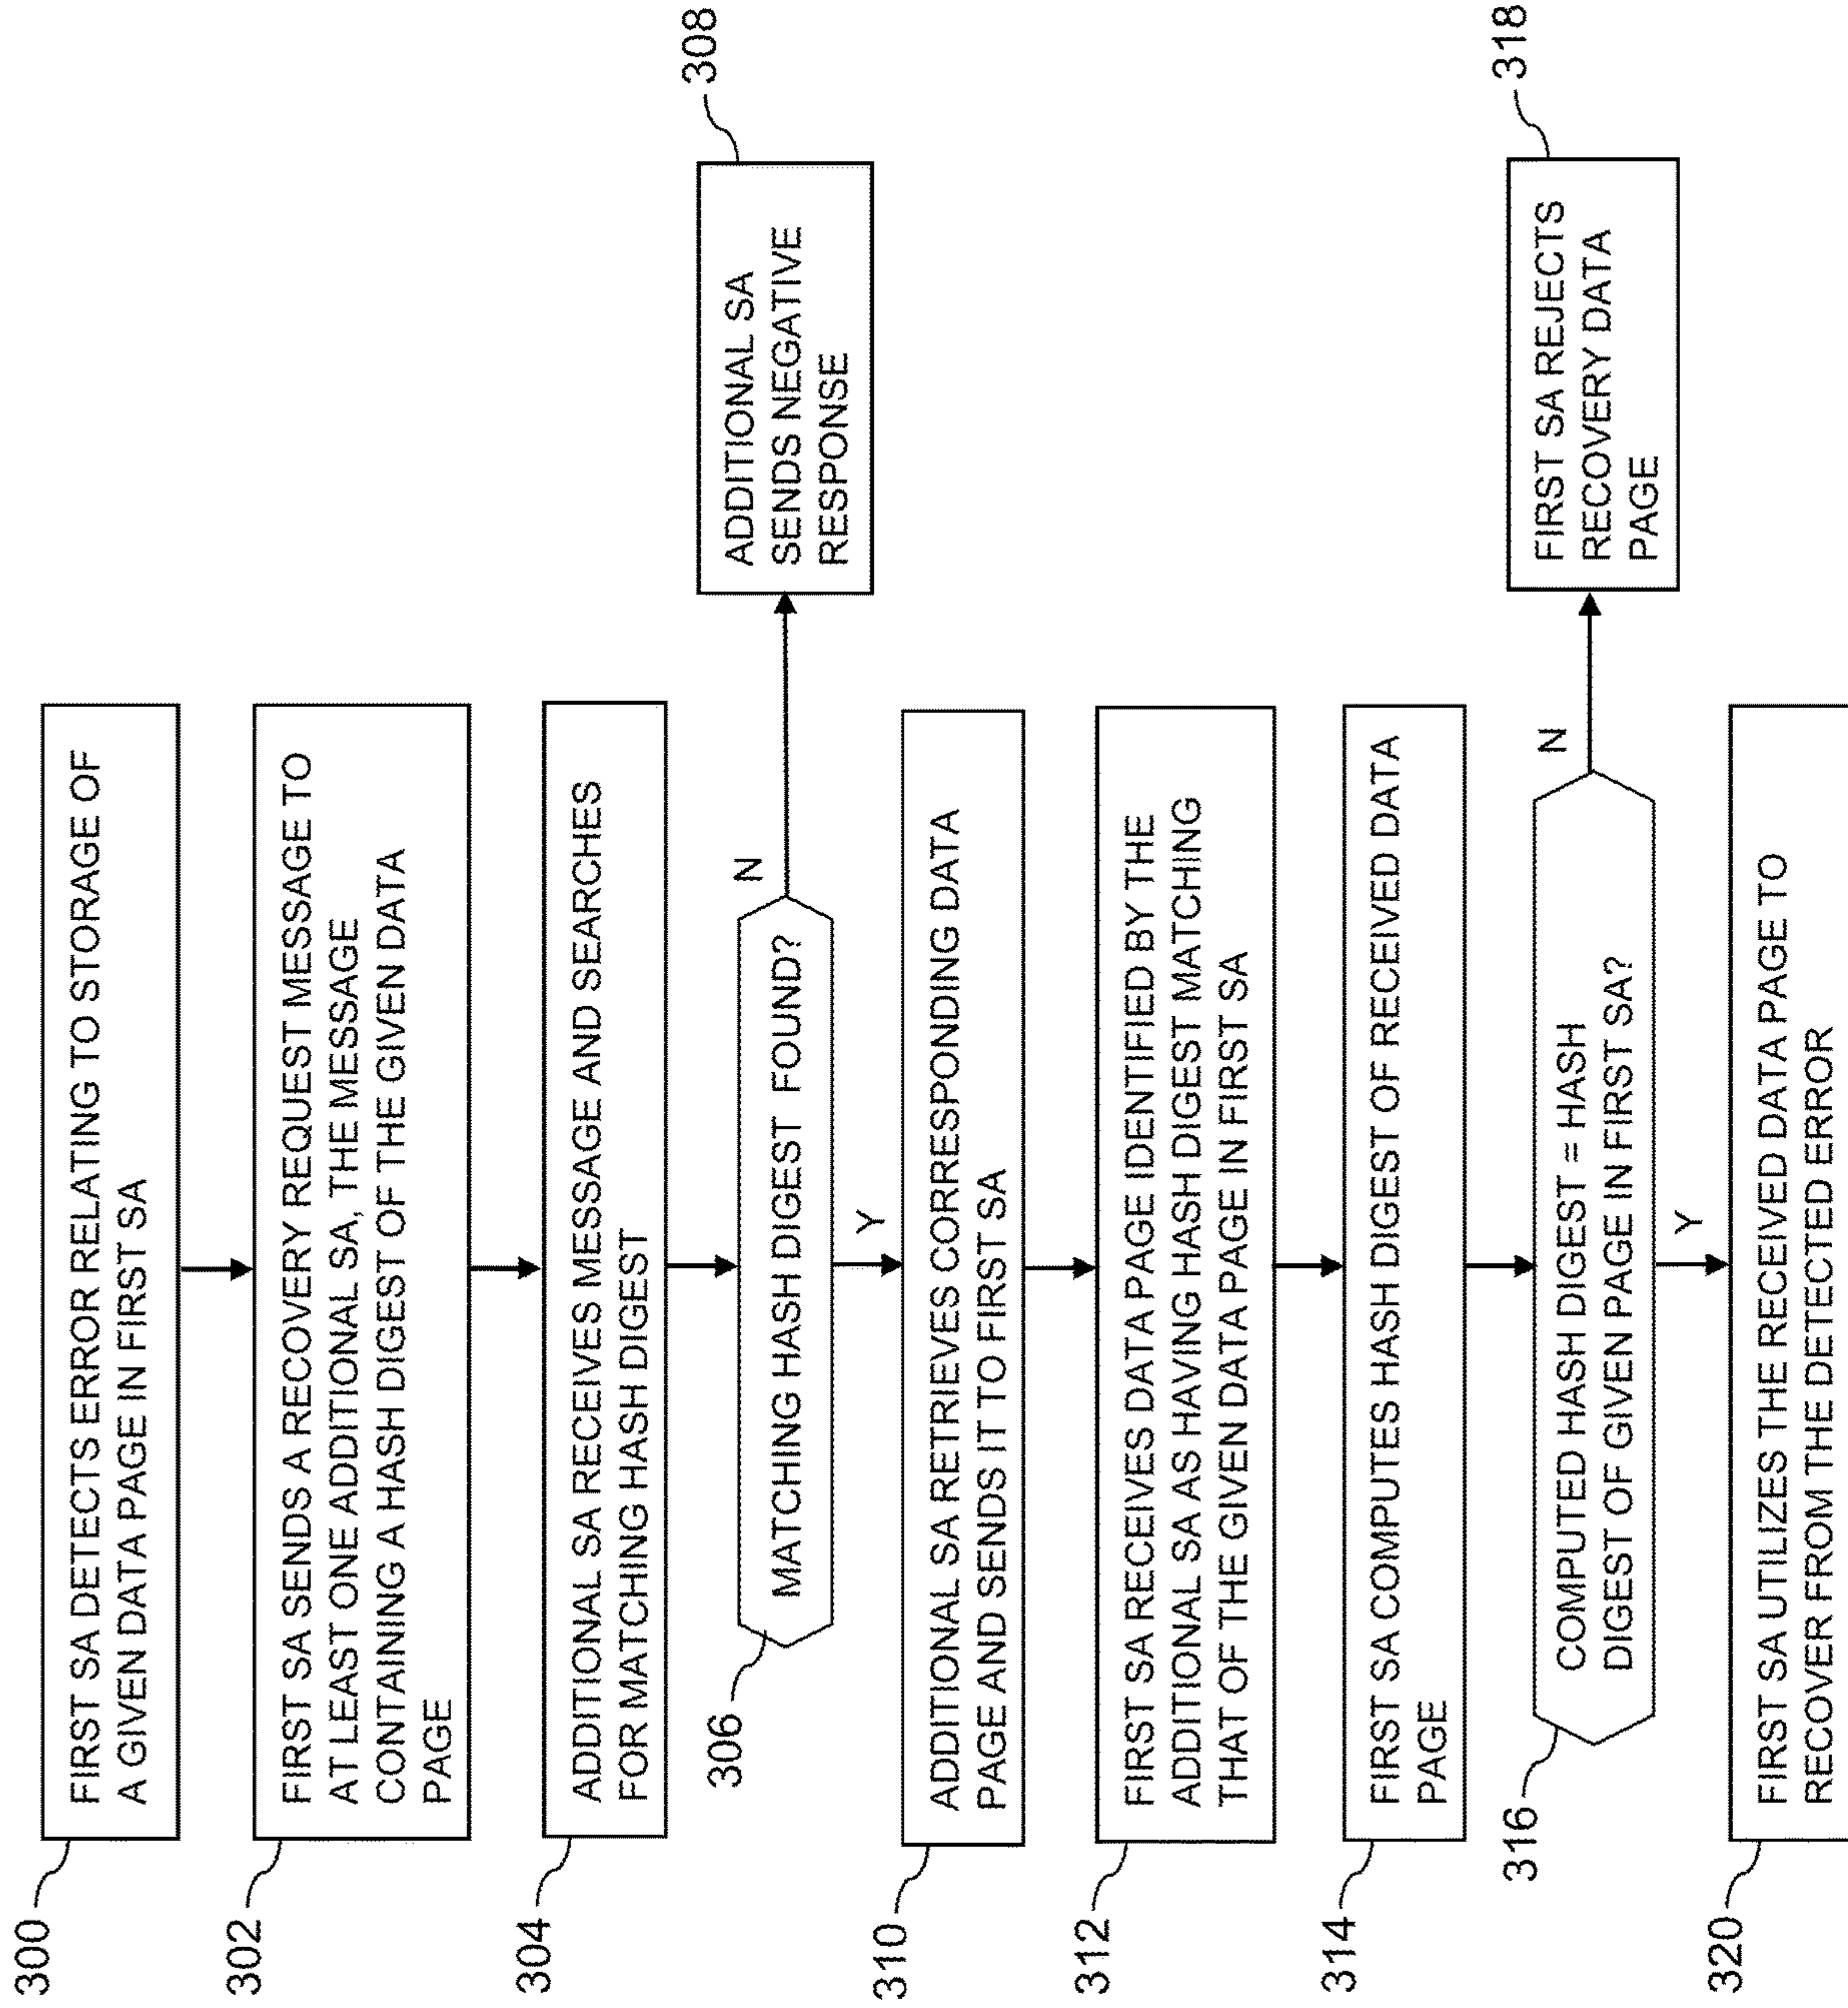 300
FIRST SA DETECTS ERROR RELATING TO STORAGE OF
A GIVEN DATA PAGE IN FIRST SA
302
FIRST SA SENDS A RECOVERY REQUEST MESSAGE TO
AT LEAST ONE ADDITIONAL SA, THE MESSAGE
CONTAINING A HASH DIGEST OF THE GIVEN DATA
PAGE
304
ADDITIONAL SA RECEIVES MESSAGE AND SEARCHES
FOR MATCHING HASH DIGEST
306
MATCHING HASH DIGEST FOUND?
N
308
ADDITIONAL SA
SENDS NEGATIVE
RESPONSE
Y
310
ADDITIONAL SA RETRIEVES CORRESPONDING DATA
PAGE AND SENDS IT TO FIRST SA
312
FIRST SA RECEIVES DATA PAGE IDENTIFIED BY THE
ADDITIONAL SA AS HAVING HASH DIGEST MATCHING
THAT OF THE GIVEN DATA PAGE IN FIRST SA
314
FIRST SA COMPUTES HASH DIGEST OF RECEIVED DATA
PAGE
316
COMPUTED HASH DIGEST = HASH
DIGEST OF GIVEN PAGE IN FIRST SA?
N
318
FIRST SA REJECTS
RECOVERY DATA
PAGE
Y
320
FIRST SA UTILIZES THE RECEIVED DATA PAGE TO
RECOVER FROM THE DETECTED ERROR